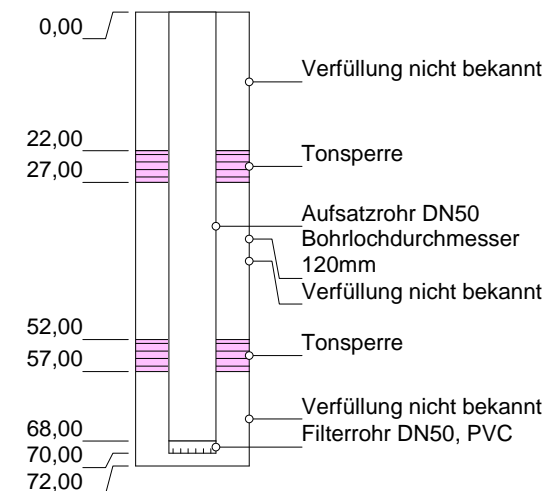 0,00
Verfüllung nicht bekannt
22,00
Tonsperre
27,00
Aufsatzrohr DN50
Bohrlochdurchmesser
120mm
Verfüllung nicht bekannt
52,00
Tonsperre
57,00
Verfüllung nicht bekannt
68,00
Filterrohr DN50, PVC
70,00
72,00